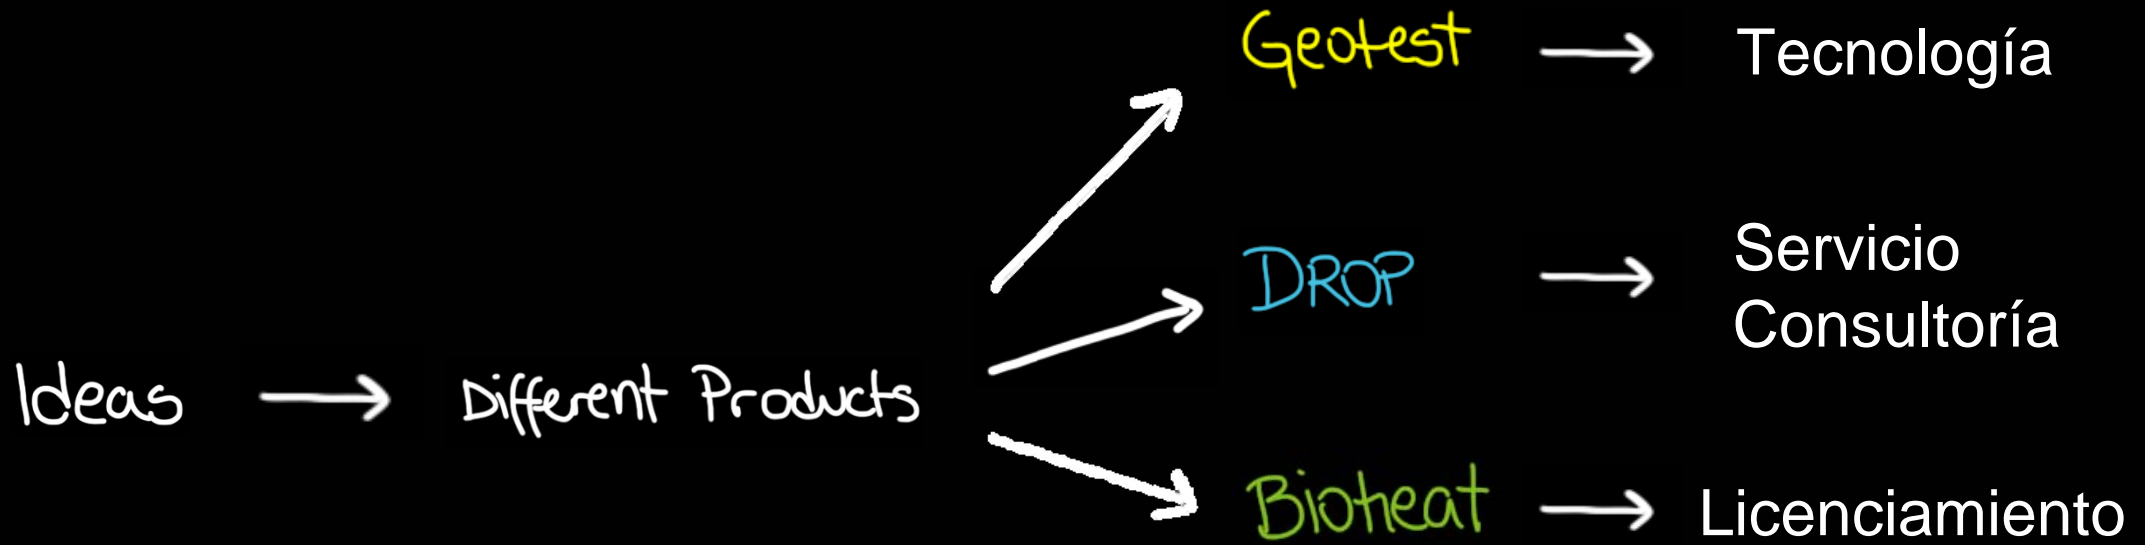 Geotest
Tecnología
DROP
Servicio
Consultoría
Ideas
Different Products
Bioheat
Licenciamiento